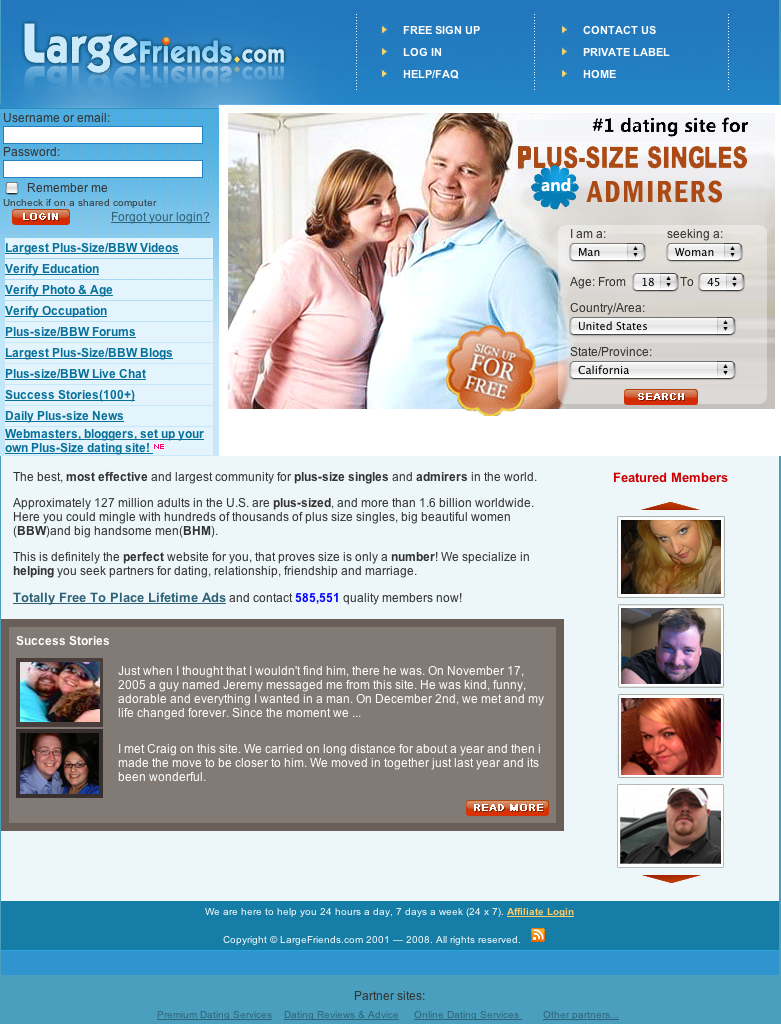 LargeFriends.com
FREE SIGN UP
LOG IN
HELP/FAQ
CONTACT US
PRIVATE LABEL
HOME
Username or email:
Password:
Remember me
Uncheck if on a shared computer
LOGIN
Forgot your login?
Largest Plus-Size/BBW Videos
Verify Education
Verify Photo & Age
Verify Occupation
Plus-size/BBW Forums
Largest Plus-Size/BBW Blogs
Plus-size/BBW Live Chat
Success Stories(100+)
Daily Plus-size News
Webmasters, bloggers, set up your
own Plus-Size dating site! NE
#1 dating site for
PLUS-SIZE SINGLES
and ADMIRERS
I am a: seeking a:
Man Woman
Age: From 18 To 45
Country/Area:
United States
State/Province:
California
SEARCH
SIGN UP
FOR
FREE
The best, most effective and largest community for plus-size singles and admirers in the world.
Approximately 127 million adults in the U.S. are plus-sized, and more than 1.6 billion worldwide.
Here you could mingle with hundreds of thousands of plus size singles, big beautiful women
(BBW)and big handsome men(BHM).
This is definitely the perfect website for you, that proves size is only a number! We specialize in
helping you seek partners for dating, relationship, friendship and marriage.
Totally Free To Place Lifetime Ads and contact 585,551 quality members now!
Featured Members
Success Stories
Just when I thought that I wouldn't find him, there he was. On November 17,
2005 a guy named Jeremy messaged me from this site. He was kind, funny,
adorable and everything I wanted in a man. On December 2nd, we met and my
life changed forever. Since the moment we ...
I met Craig on this site. We carried on long distance for about a year and then i
made the move to be closer to him. We moved in together just last year and its
been wonderful.
READ MORE
We are here to help you 24 hours a day, 7 days a week (24 x 7). Affiliate Login
Copyright © LargeFriends.com 2001 — 2008. All rights reserved.
Partner sites:
Premium Dating Services Dating Reviews & Advice Online Dating Services Other partners...